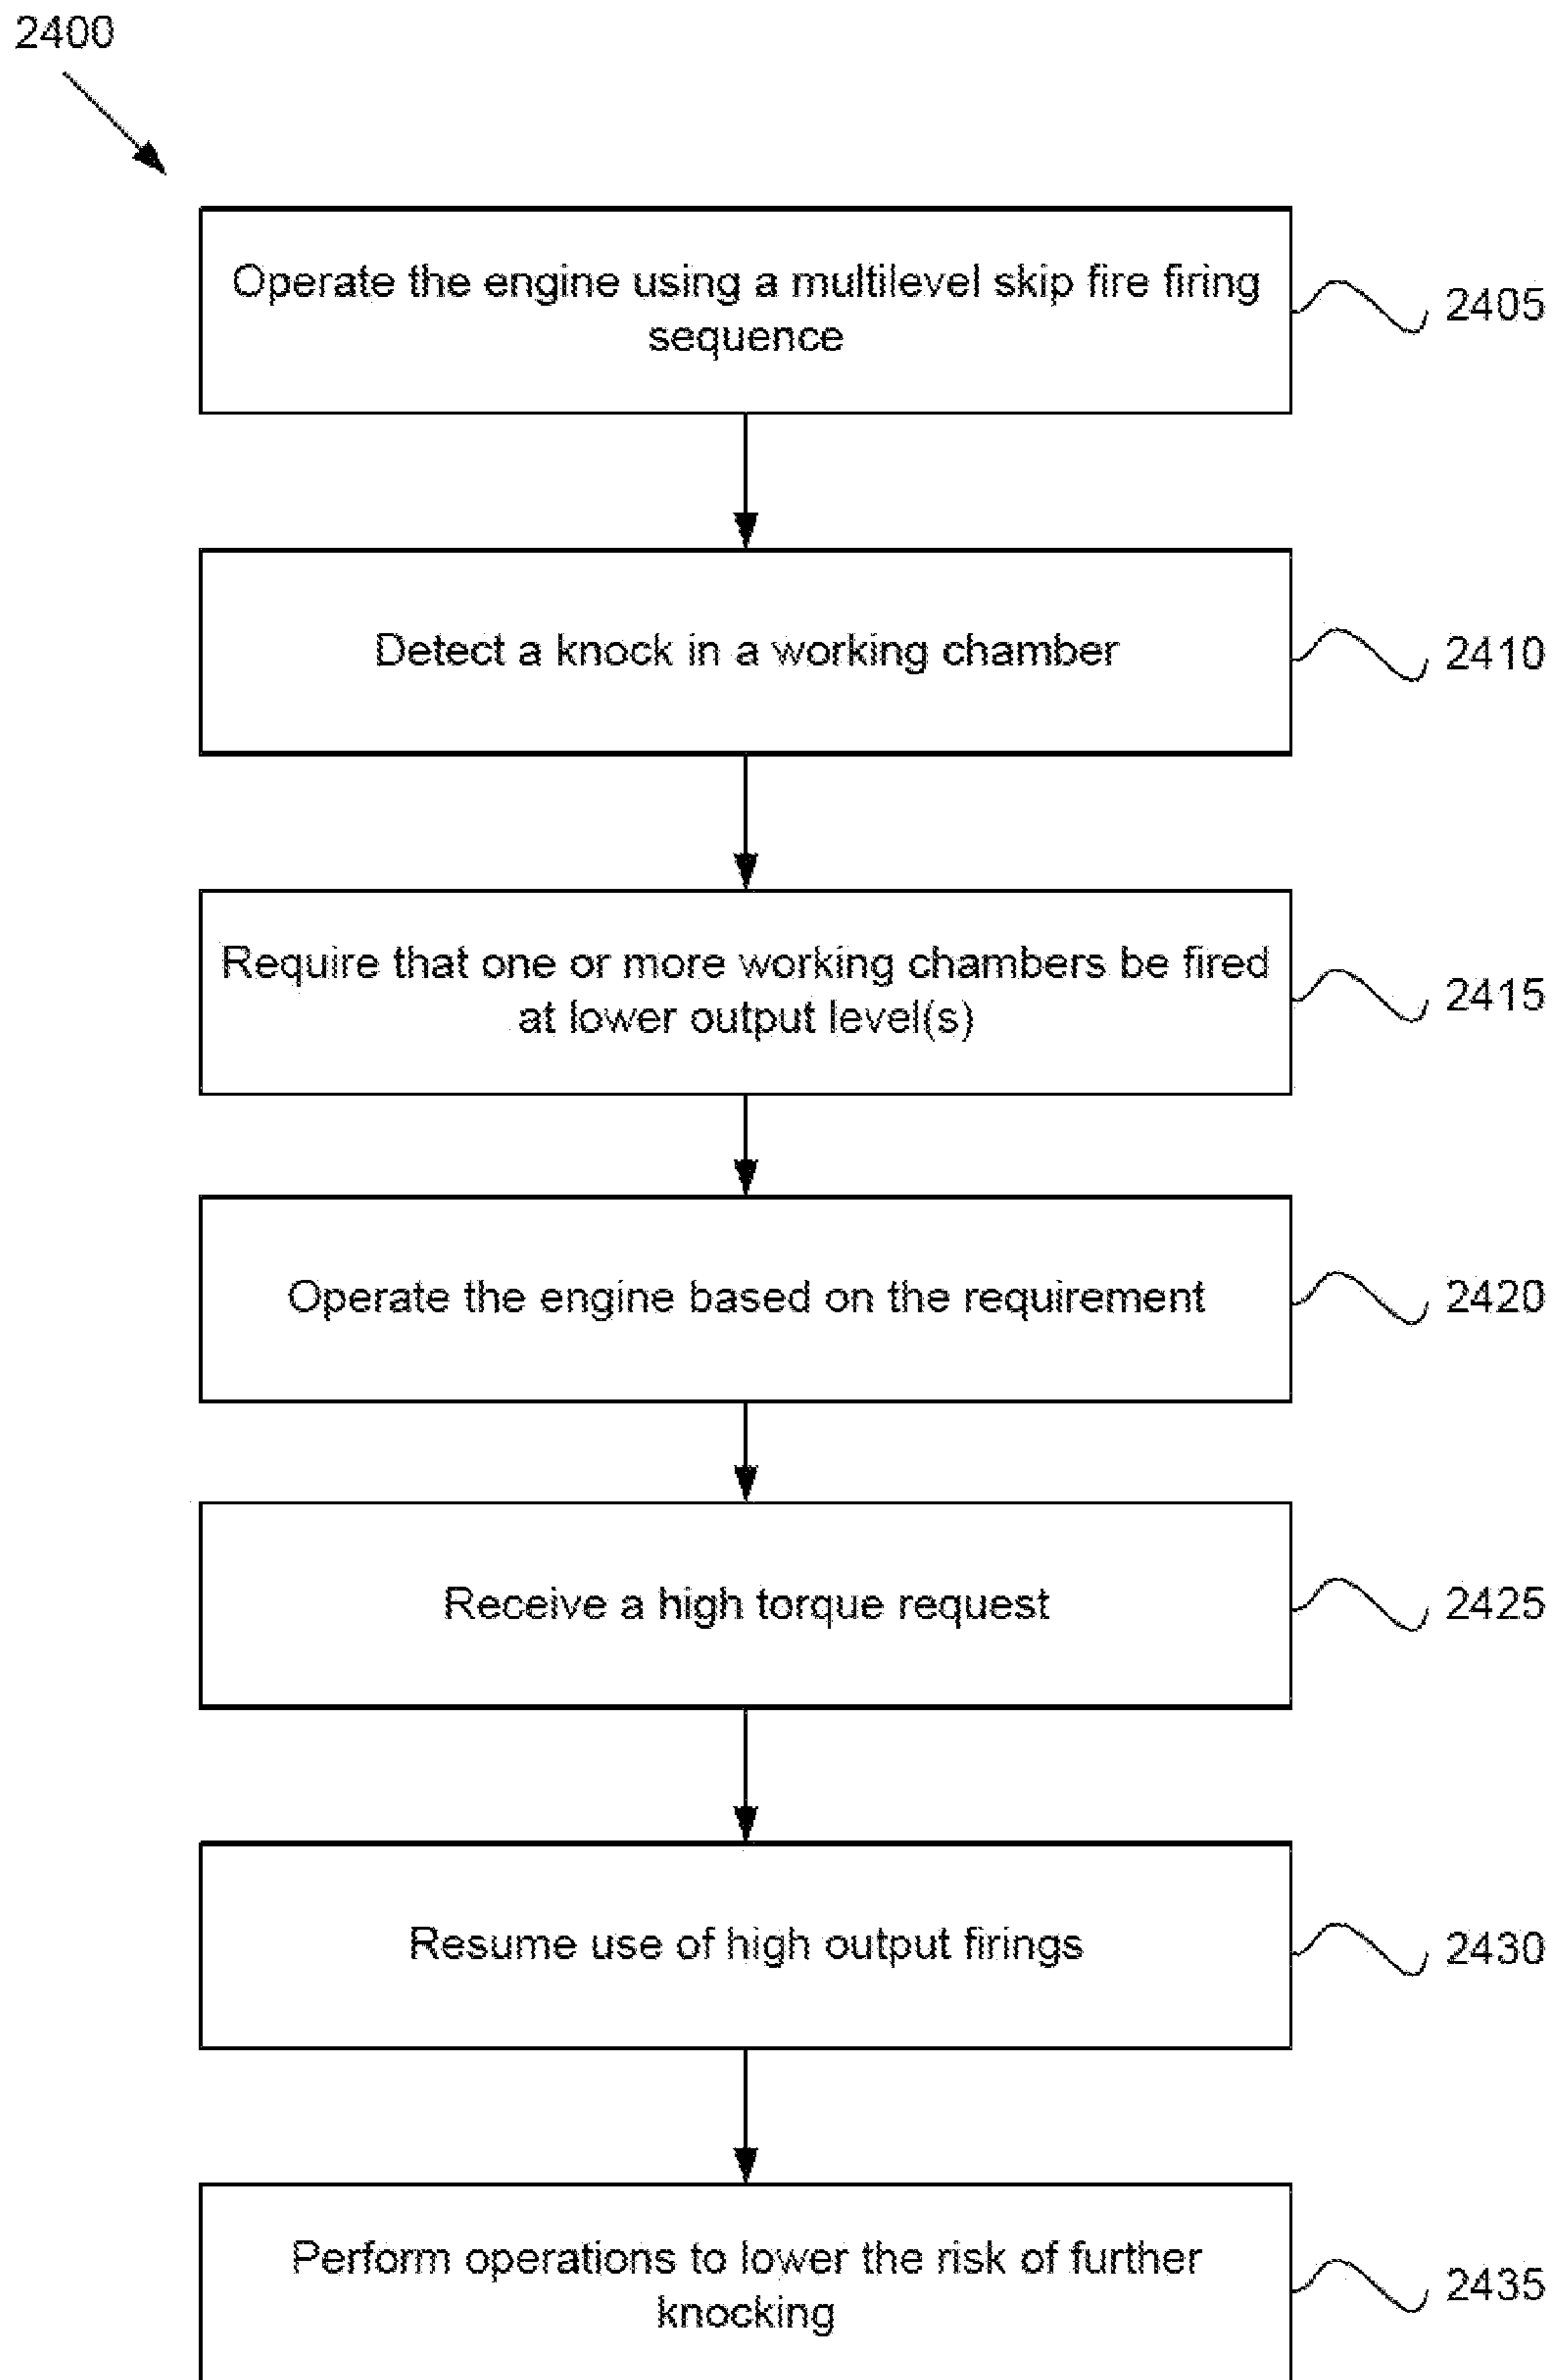 2400
Operate the engine using a multilevel skip fire firing
sequence
2405
Detect a knock in a working chamber
2410
Require that one or more working chambers be fired
at lower output level(s)
2415
Operate the engine based on the requirement
2420
Receive a high torque request
2425
Resume use of high output firings
2430
Perform operations to lower the risk of further
knocking
2435